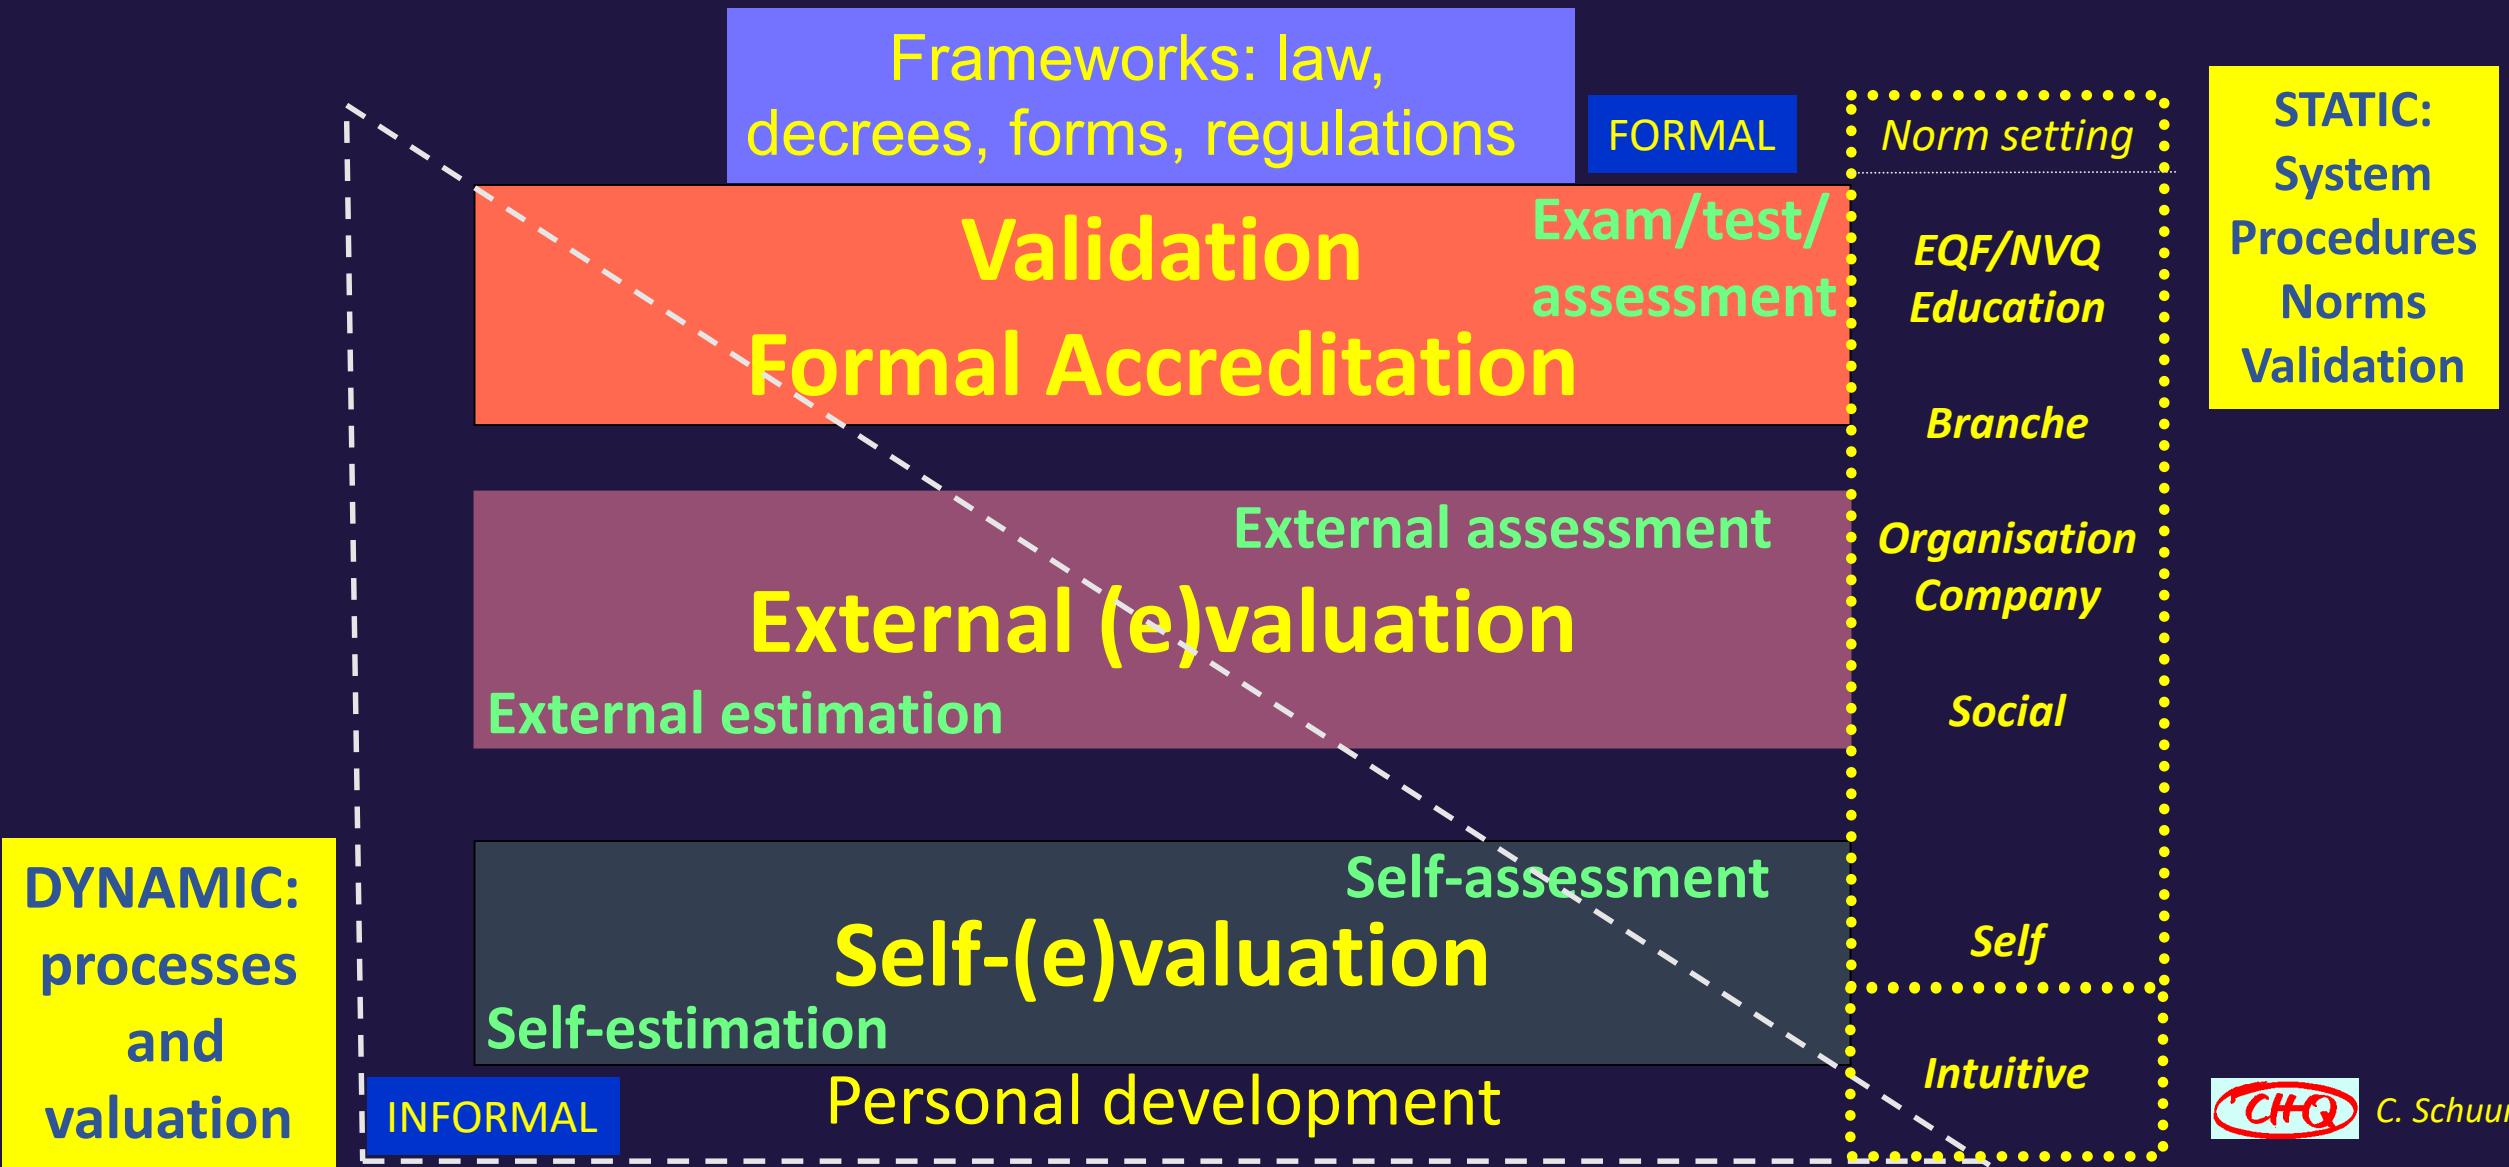 Frameworks: law,
decrees, forms, regulations
FORMAL
Norm setting
STATIC:
System
Procedures
Norms
Validation
Validation
Formal Accreditation
Exam/test/
assessment
EQF/NVQ
Education
Branche
External assessment
External (e)valuation
External estimation
Organisation
Company
Social
Self-assessment
Self-(e)valuation
Self-estimation
Self
Intuitive
DYNAMIC:
processes
and
valuation
INFORMAL
Personal development
CHQ
C. Schuur